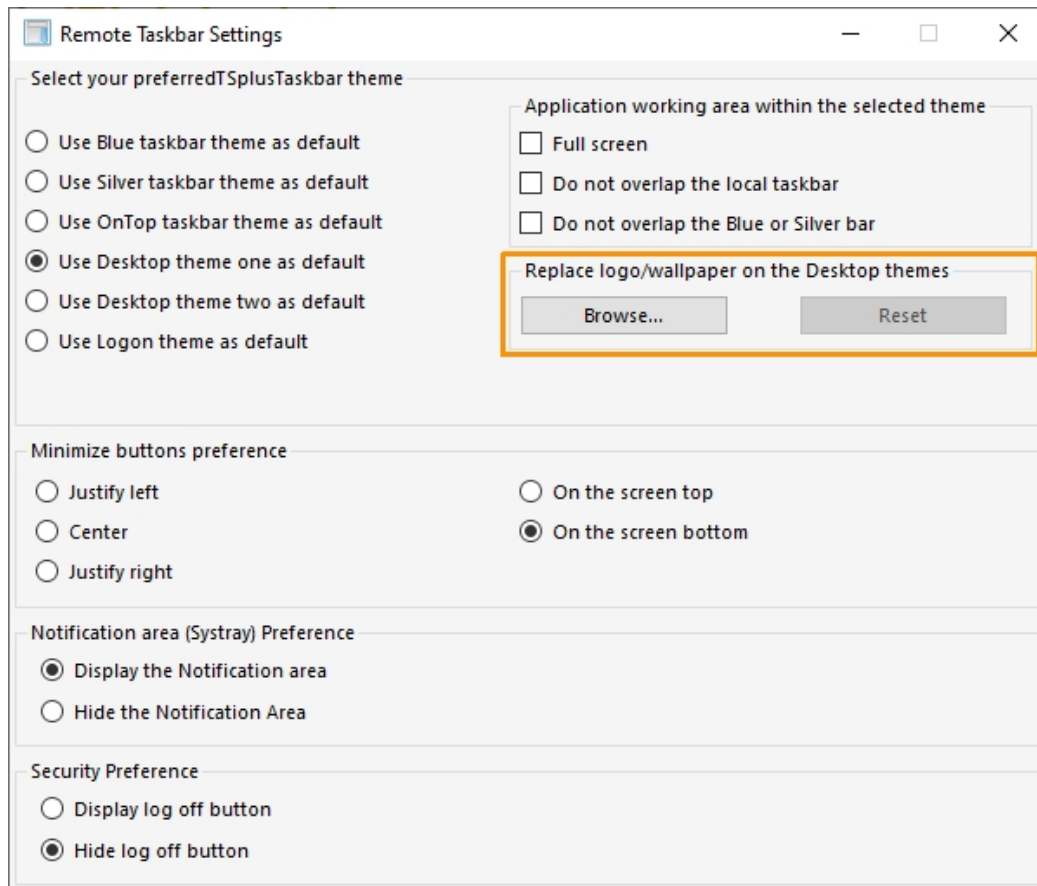 Remote Taskbar Settings
Select your preferredTSplusTaskbar theme
Use Blue taskbar theme as default
Use Silver taskbar theme as default
Use OnTop taskbar theme as default
Use Desktop theme one as default
Use Desktop theme two as default
Use Logon theme as default
Application working area within the selected theme
Full screen
Do not overlap the local taskbar
Do not overlap the Blue or Silver bar
Replace logo/wallpaper on the Desktop themes
Browse...
Reset
Minimize buttons preference
Justify left
Center
Justify right
On the screen top
On the screen bottom
Notification area (Systray) Preference
Display the Notification area
Hide the Notification Area
Security Preference
Display log off button
Hide log off button